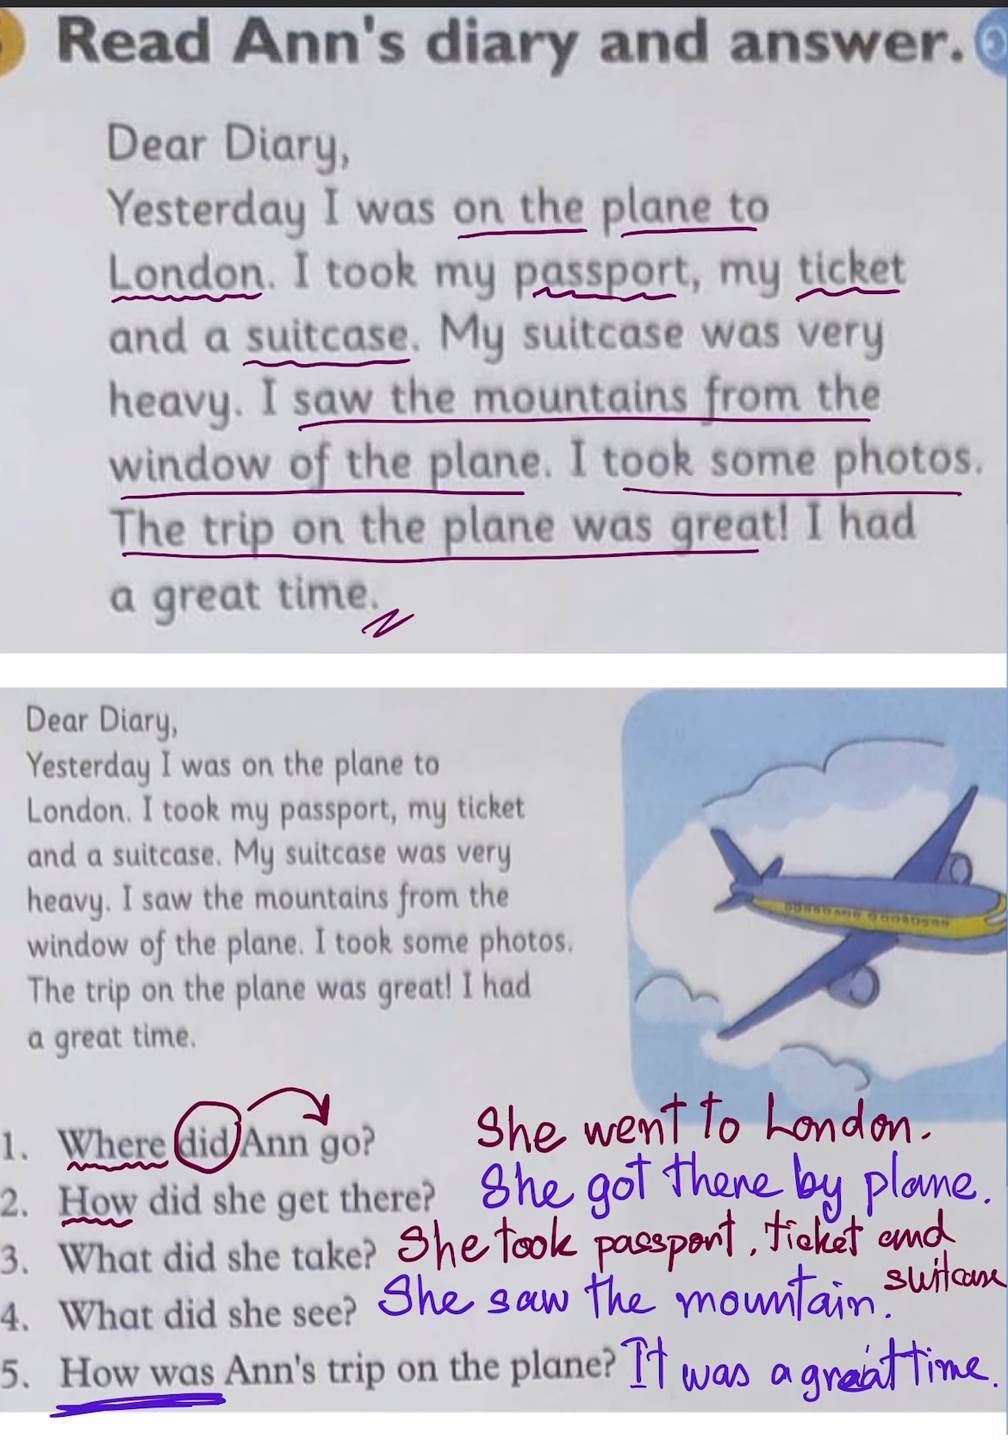 Read Ann's diary and answer.
Dear Diary,
Yesterday I was on the plane to
London. I took my passport, my ticket
and a suitcase. My suitcase was very
heavy. I saw the mountains from the
window of the plane. I took some photos.
The trip on the plane was great! I had
a great time.
Dear Diary,
Yesterday I was on the plane to
London. I took my passport, my ticket
and a suitcase. My suitcase was very
heavy. I saw the mountains from the
window of the plane. I took some photos.
The trip on the plane was great! I had
a great time.
1. Where did Ann go? She went to London.
2. How did she get there? She got there by plane.
3. What did she take? She took passport, ticket and
suitcase
4. What did she see? She saw the mountain.
5. How was Ann's trip on the plane? It was a great time.